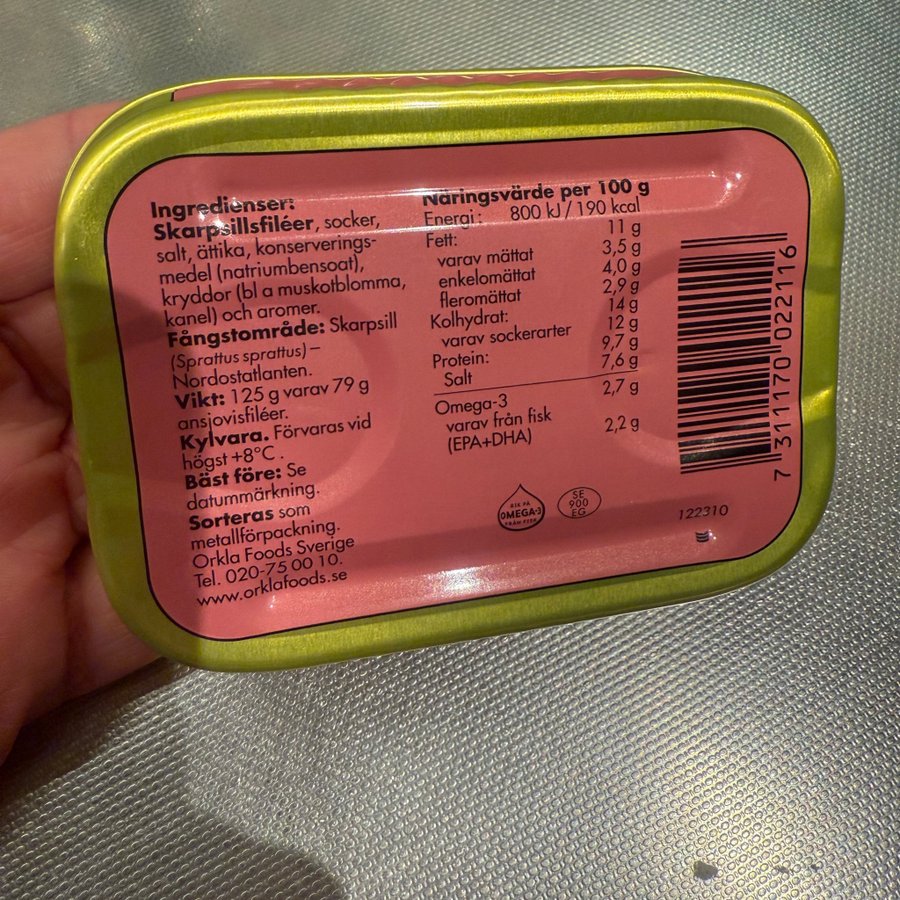 Ingredienser:
Skarpsillsfiléer, socker,
salt, ättika, konserverings-
medel (natriumbensoat),
kryddor (bl a muskotblomma,
kanel) och aromer.
Fångstområde: Skarpsill
(Sprattus sprattus) –
Nordostatlanten.
Vikt: 125 g varav 79 g
ansjovisfiléer.
Kylvara. Förvaras vid
högst +8°C .
Bäst före: Se
datummärkning.
Sorteras som
metallförpackning.
Orkla Foods Sverige
Tel. 020-75 00 10.
www.orklafoods.se
Näringsvärde per 100 g
Energi: 800 kJ / 190 kcal
Fett: 11 g
varav mättat 3,5 g
enkelomättat 4,0 g
fleromättat 2,9 g
Kolhydrat: 14 g
varav sockerarter 12 g
Protein: 9,7 g
Salt 7,6 g
Omega-3 2,7 g
varav från fisk
(EPA+DHA) 2,2 g
RIK PÅ
OMEGA-3
FRÅN FISK
SE
900
EG
122310
7 311170 022116